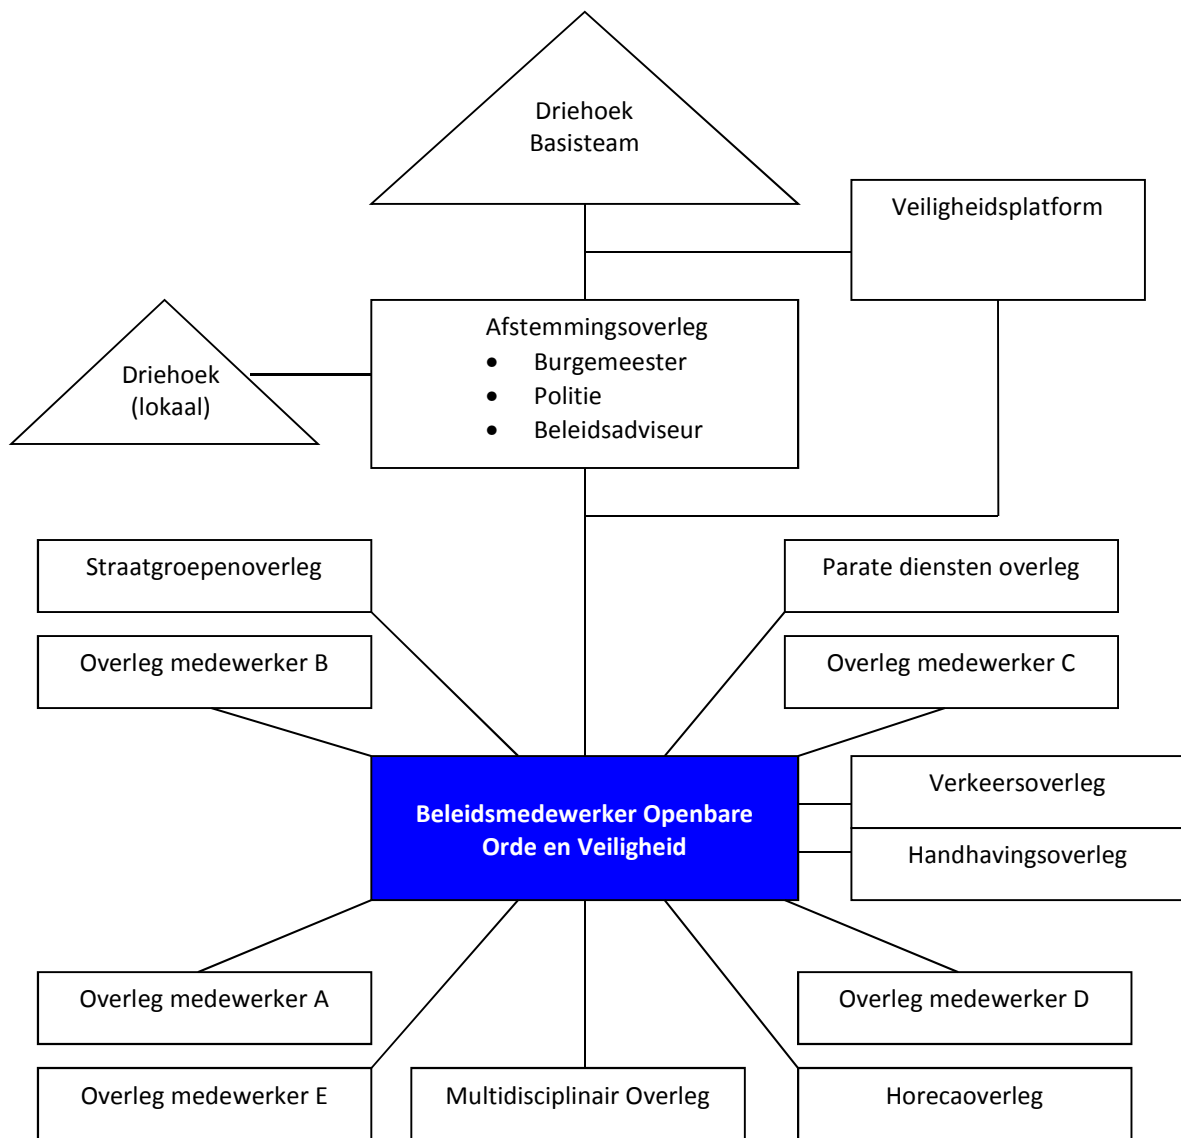 Driehoek
Basisteam
Veiligheidsplatform
Afstemmingsoverleg
• Burgemeester
• Politie
• Beleidsadviseur
Driehoek
(lokaal)
Straatgroepenoverleg
Parate diensten overleg
Overleg medewerker B
Overleg medewerker C
Beleidsmedewerker Openbare
Orde en Veiligheid
Verkeersoverleg
Handhavingsoverleg
Overleg medewerker A
Overleg medewerker D
Overleg medewerker E
Multidisciplinair Overleg
Horecaoverleg